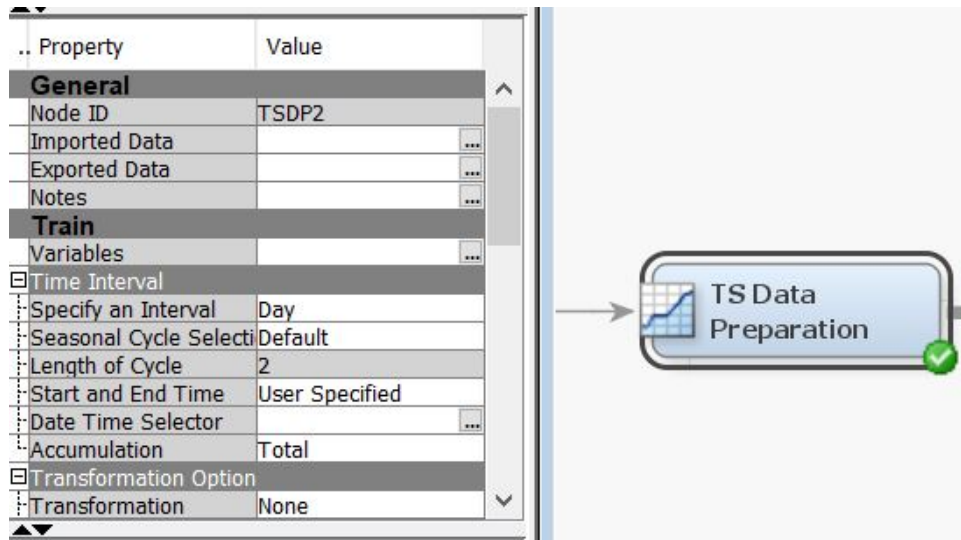 .. Property Value
General
Node ID TSDP2
Imported Data ...
Exported Data ...
Notes ...
Train
Variables ...
Time Interval
Specify an Interval Day
Seasonal Cycle Selecti Default
Length of Cycle 2
Start and End Time User Specified
Date Time Selector ...
Accumulation Total
Transformation Option
Transformation None
TS Data
Preparation